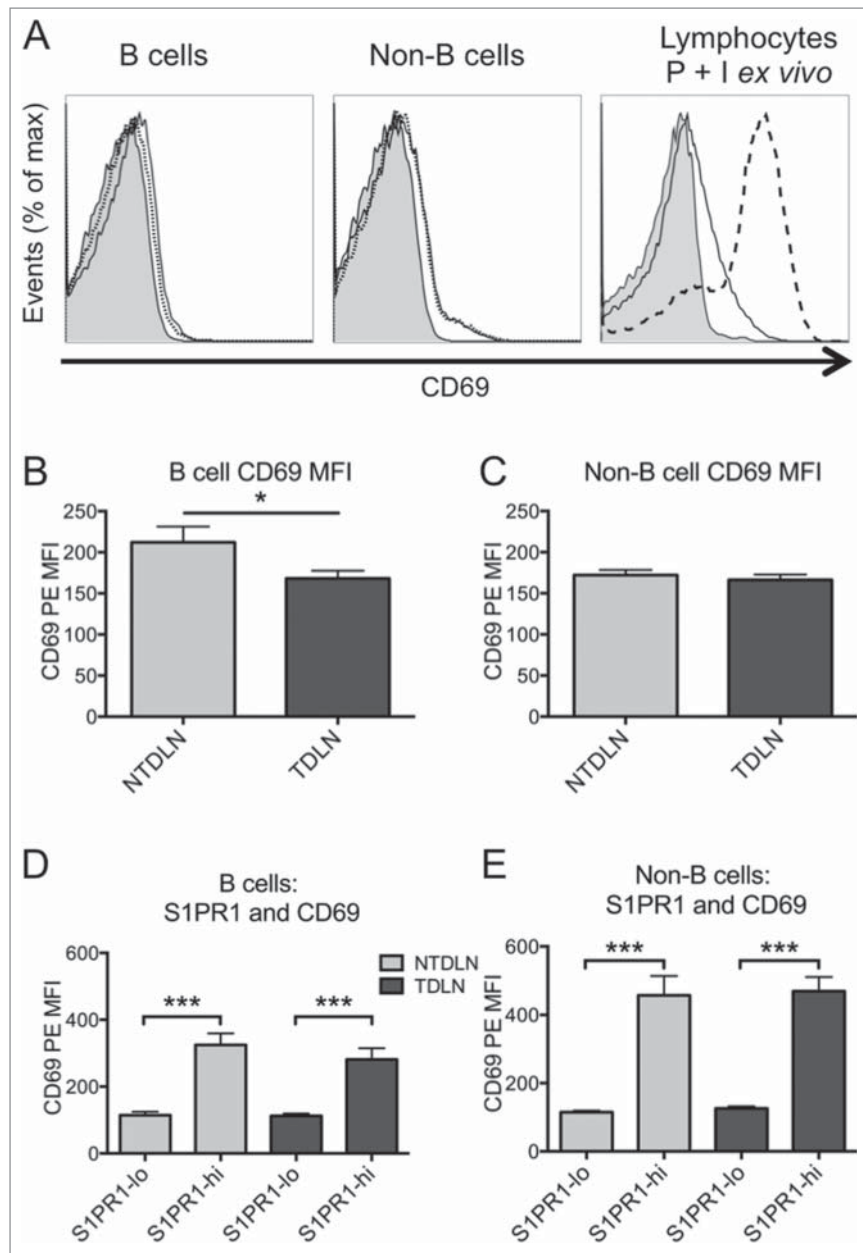 A
B cells
Non-B cells
Lymphocytes
P + I ex vivo
Events (% of max)
CD69
B
B cell CD69 MFI
*
CD69 PE MFI
250
200
150
100
50
0
NTDLN
TDLN
C
Non-B cell CD69 MFI
CD69 PE MFI
250
200
150
100
50
0
NTDLN
TDLN
D
B cells:
S1PR1 and CD69
NTDLN
TDLN
***
***
CD69 PE MFI
600
400
200
0
S1PR1-lo
S1PR1-hi
S1PR1-lo
S1PR1-hi
E
Non-B cells:
S1PR1 and CD69
***
***
CD69 PE MFI
600
400
200
0
S1PR1-lo
S1PR1-hi
S1PR1-lo
S1PR1-hi